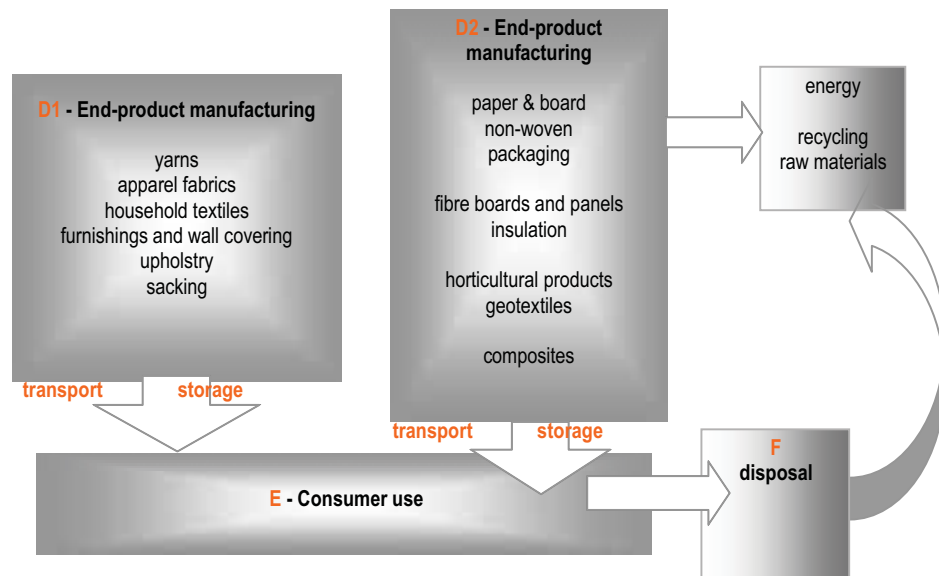 D1 - End-product manufacturing
yarns
apparel fabrics
household textiles
furnishings and wall covering
upholstry
sacking
transport
storage
D2 - End-product
manufacturing
paper & board
non-woven
packaging
fibre boards and panels
insulation
horticultural products
geotextiles
composites
transport
storage
energy
recycling
raw materials
E - Consumer use
F
disposal